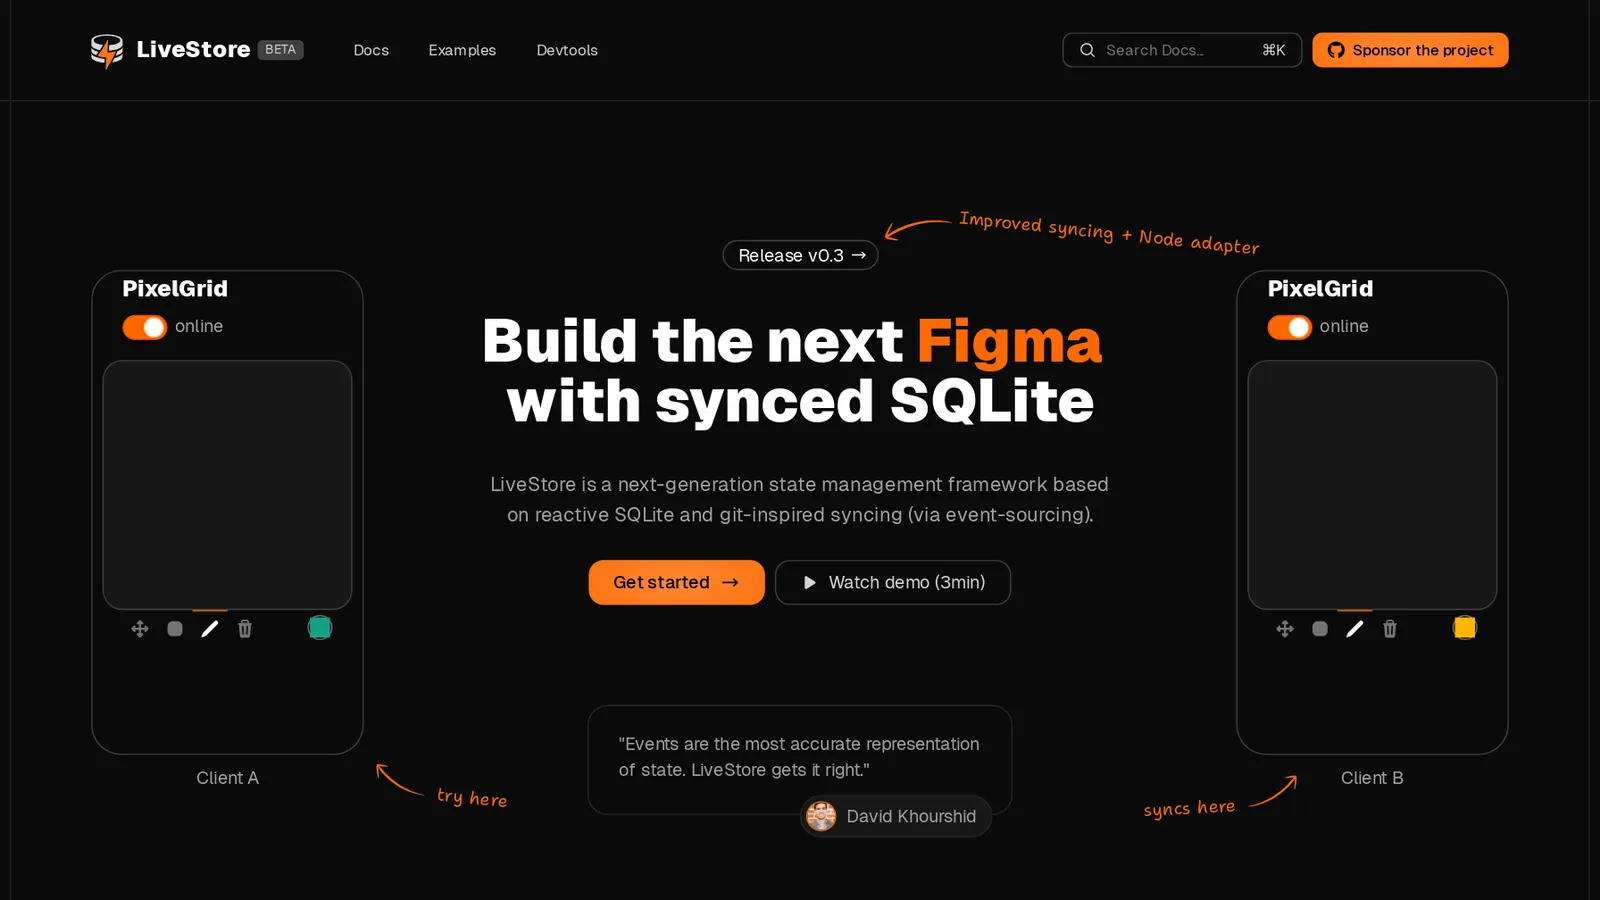 LiveStore BETA
Docs
Examples
Devtools
Search Docs...
⌘K
Sponsor the project
Improved syncing + Node adapter
Release v0.3 →
PixelGrid
online
Build the next Figma
with synced SQLite
LiveStore is a next-generation state management framework based
on reactive SQLite and git-inspired syncing (via event-sourcing).
Get started →
Watch demo (3min)
Client A
try here
"Events are the most accurate representation
of state. LiveStore gets it right."
David Khourshid
PixelGrid
online
Client B
syncs here